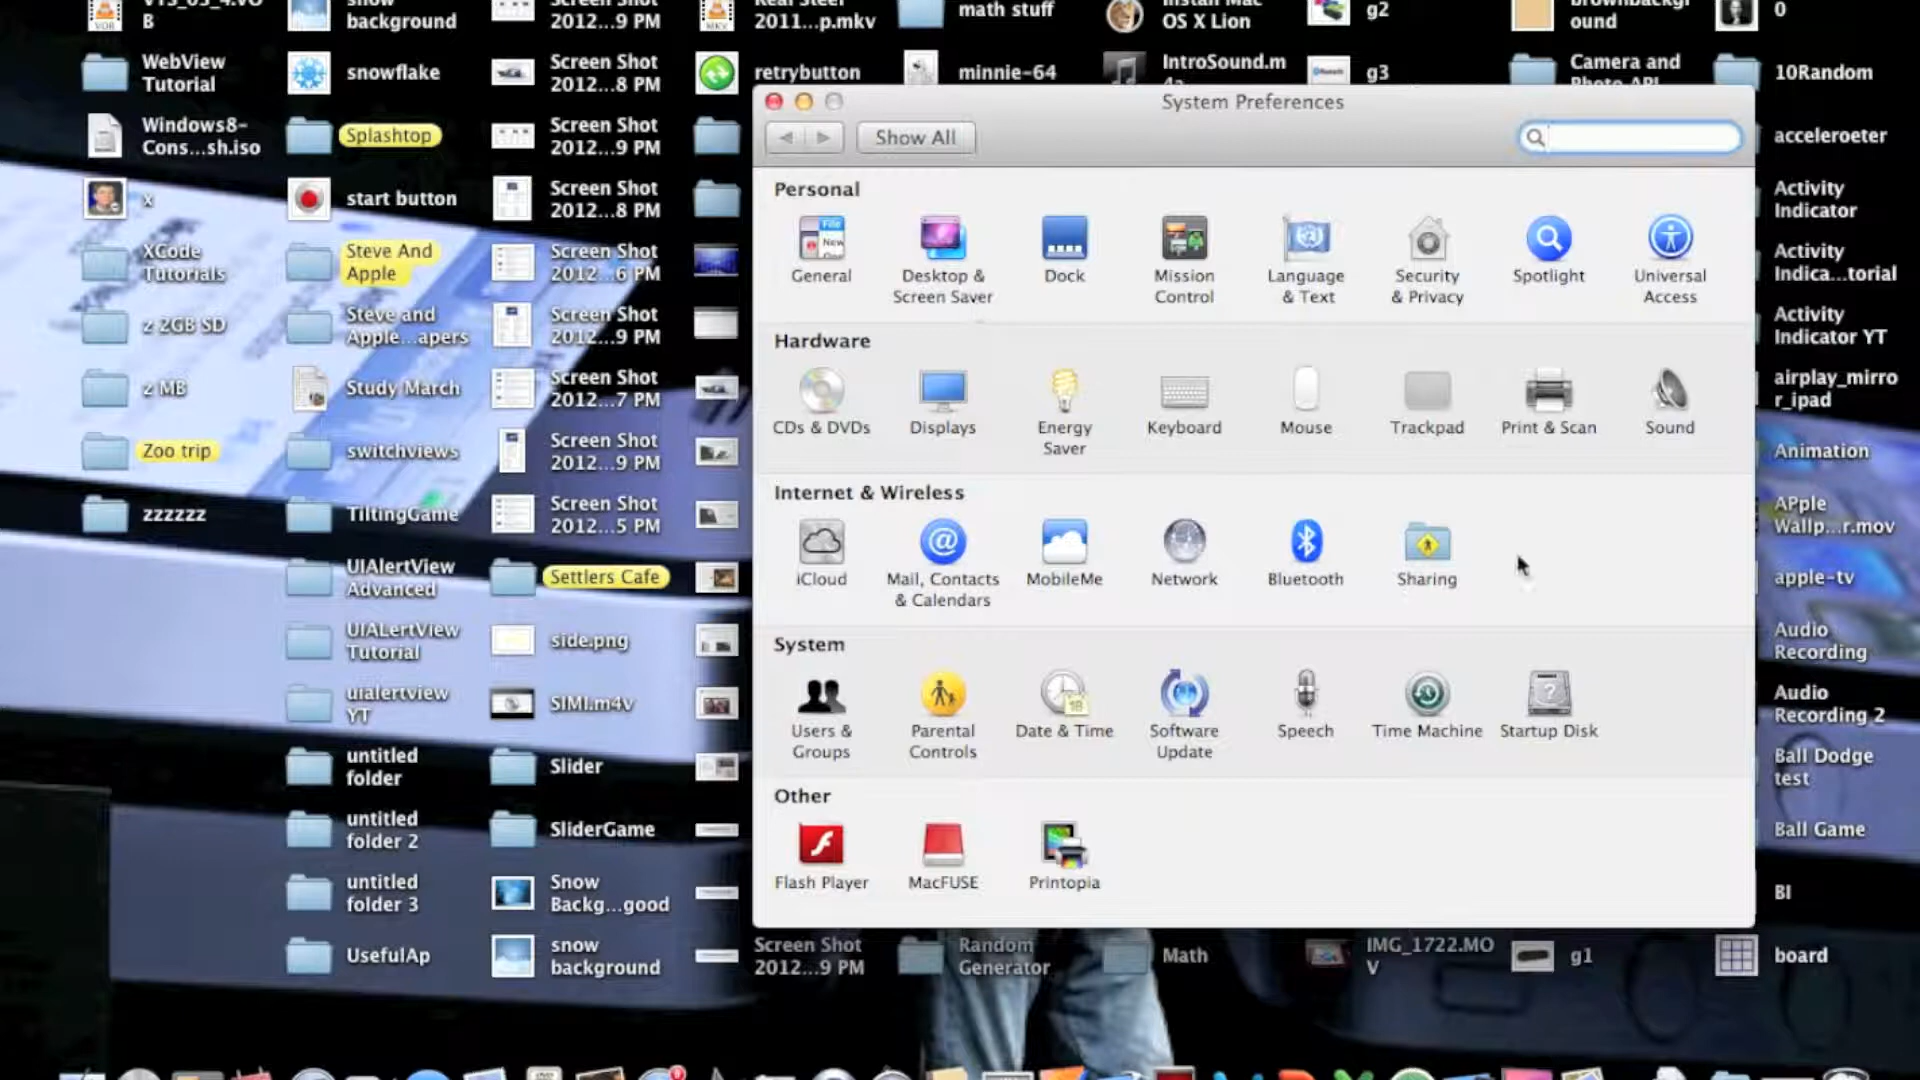 B
WebView
Tutorial
Windows8-
Cons...sh.iso
x
XCode
Tutorials
z 2GB SD
z MB
Zoo trip
zzzzzz
background
snowflake
Splashtop
start button
Steve And
Apple
Steve and
Apple...apers
Study March
switchviews
TiltingGame
UIAlertView
Advanced
UIALertView
Tutorial
uialertview
YT
untitled
folder
untitled
folder 2
untitled
folder 3
UsefulAp
2012...9 PM
Screen Shot
2012...8 PM
Screen Shot
2012...9 PM
Screen Shot
2012...8 PM
Screen Shot
2012...6 PM
Screen Shot
2012...9 PM
Screen Shot
2012...7 PM
Screen Shot
2012...9 PM
Screen Shot
2012...5 PM
Settlers Cafe
side.png
SIMI.m4v
Slider
SliderGame
Snow
Backg...good
snow
background
2011...p.mkv
retrybutton
math stuff
minnie-64
Install Mac
OS X Lion
IntroSound.m
g2
g3
ound
Camera and
0
10Random
System Preferences
Show All
Personal
General
Desktop &
Screen Saver
Dock
Mission
Control
Language
& Text
Security
& Privacy
Spotlight
Universal
Access
Hardware
CDs & DVDs
Displays
Energy
Saver
Keyboard
Mouse
Trackpad
Print & Scan
Sound
Internet & Wireless
iCloud
Mail, Contacts
& Calendars
MobileMe
Network
Bluetooth
Sharing
System
Users &
Groups
Parental
Controls
Date & Time
Software
Update
Speech
Time Machine
Startup Disk
Other
Flash Player
MacFUSE
Printopia
Screen Shot
2012...9 PM
Random
Generator
Math
IMG_1722.MO
V
g1
acceleroeter
Activity
Indicator
Activity
Indica...torial
Activity
Indicator YT
airplay_mirro
r_ipad
Animation
APple
Wallp...r.mov
apple-tv
Audio
Recording
Audio
Recording 2
Ball Dodge
test
Ball Game
BI
board